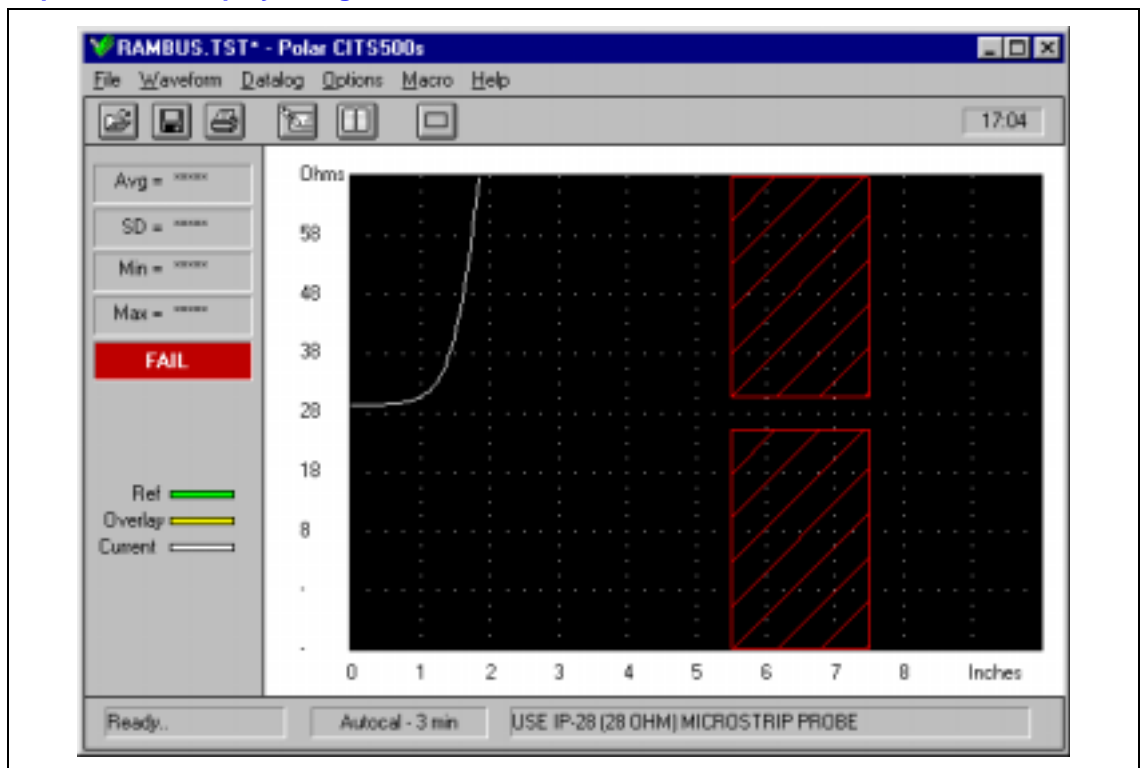 RAMBUS.TST* - Polar CITS500s
File Waveform Datalog Options Macro Help
17:04
Avg = *****
SD = *****
Min = *****
Max = *****
FAIL
Ref
Overlay
Current
Ohms
58
48
38
28
18
8
-
-
0 1 2 3 4 5 6 7 8 Inches
Ready.. Autocal - 3 min USE IP-28 (28 OHM) MICROSTRIP PROBE